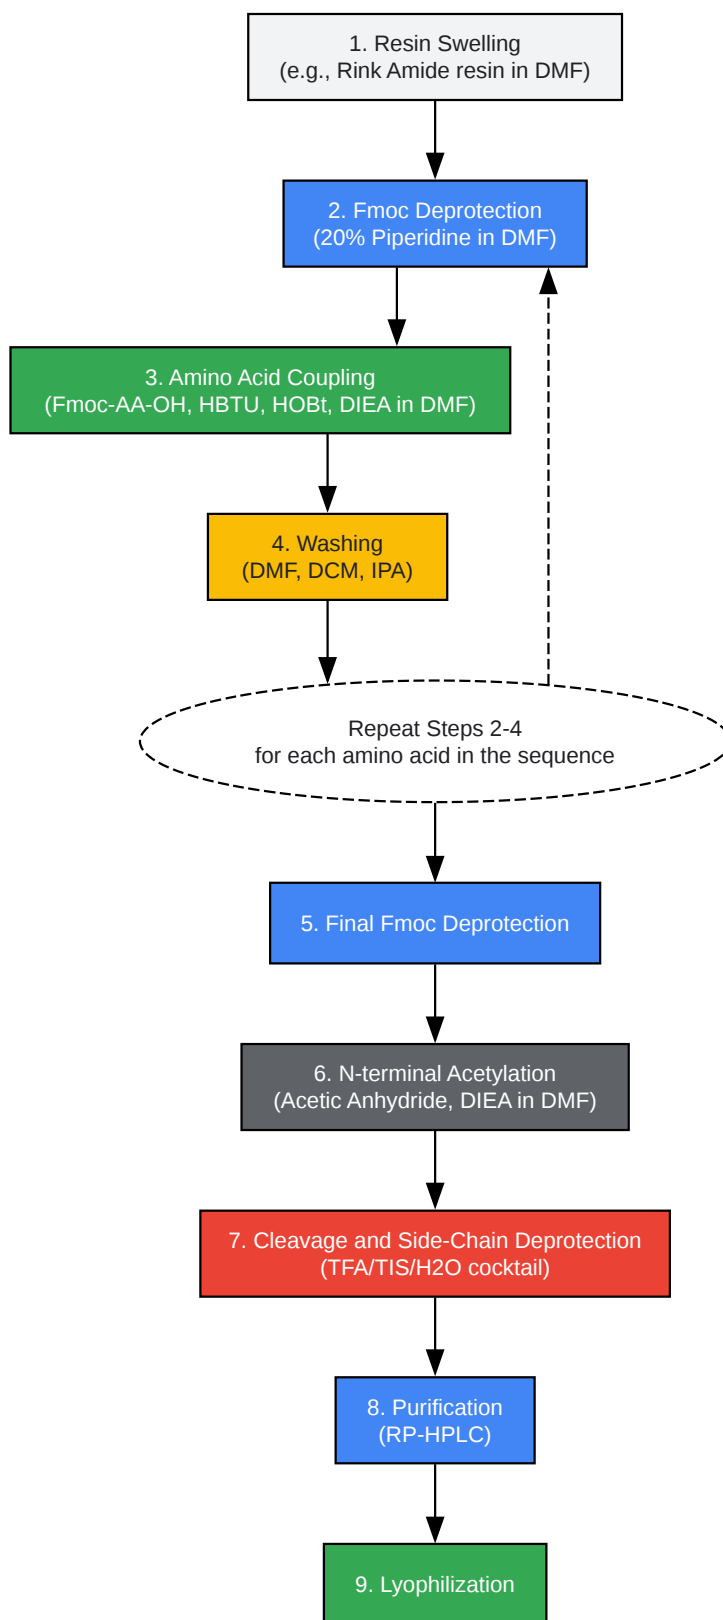 1. Resin Swelling
(e.g., Rink Amide resin in DMF)
2. Fmoc Deprotection
(20% Piperidine in DMF)
3. Amino Acid Coupling
(Fmoc-AA-OH, HBTU, HOBt, DIEA in DMF)
4. Washing
(DMF, DCM, IPA)
Repeat Steps 2-4
for each amino acid in the sequence
5. Final Fmoc Deprotection
6. N-terminal Acetylation
(Acetic Anhydride, DIEA in DMF)
7. Cleavage and Side-Chain Deprotection
(TFA/TIS/H2O cocktail)
8. Purification
(RP-HPLC)
9. Lyophilization